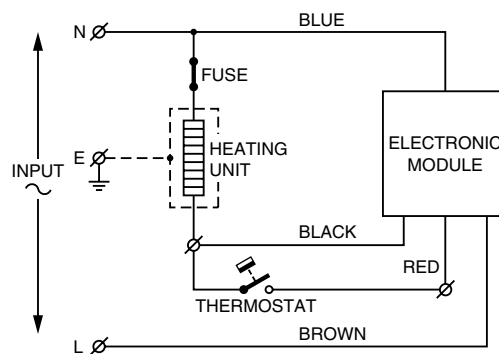 N
BLUE
FUSE
ELECTRONIC
MODULE
HEATING
UNIT
E
INPUT
BLACK
RED
THERMOSTAT
BROWN
L